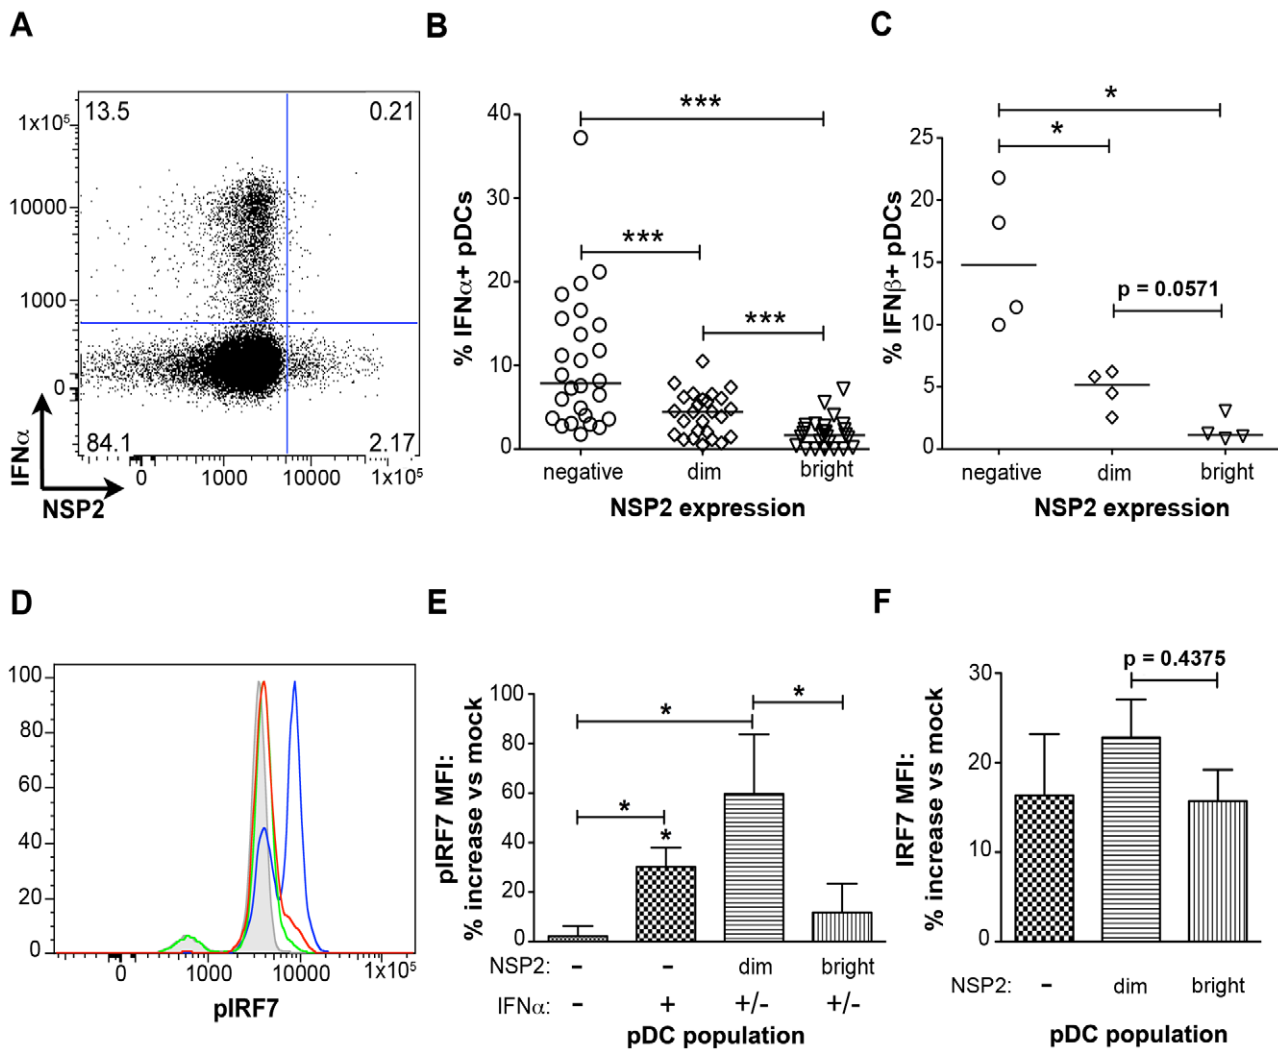 A
B
C
13.5
0.21
1x10⁵
10000
1000
0
84.1
2.17
0
1000
10000
1x10⁵
IFNα
NSP2
% IFNα+ pDCs
40
30
20
10
0
***
***
***
negative
dim
bright
NSP2 expression
% IFNβ+ pDCs
25
20
15
10
5
0
*
*
p = 0.0571
negative
dim
bright
NSP2 expression
D
E
F
100
80
60
40
20
0
0
1000
10000
1x10⁵
pIRF7
pIRF7 MFI:
% increase vs mock
100
80
60
40
20
0
*
*
*
*
NSP2:
-
-
dim
bright
IFNα:
-
+
+/-
+/-
pDC population
IRF7 MFI:
% increase vs mock
30
20
10
0
p = 0.4375
NSP2:
-
dim
bright
pDC population